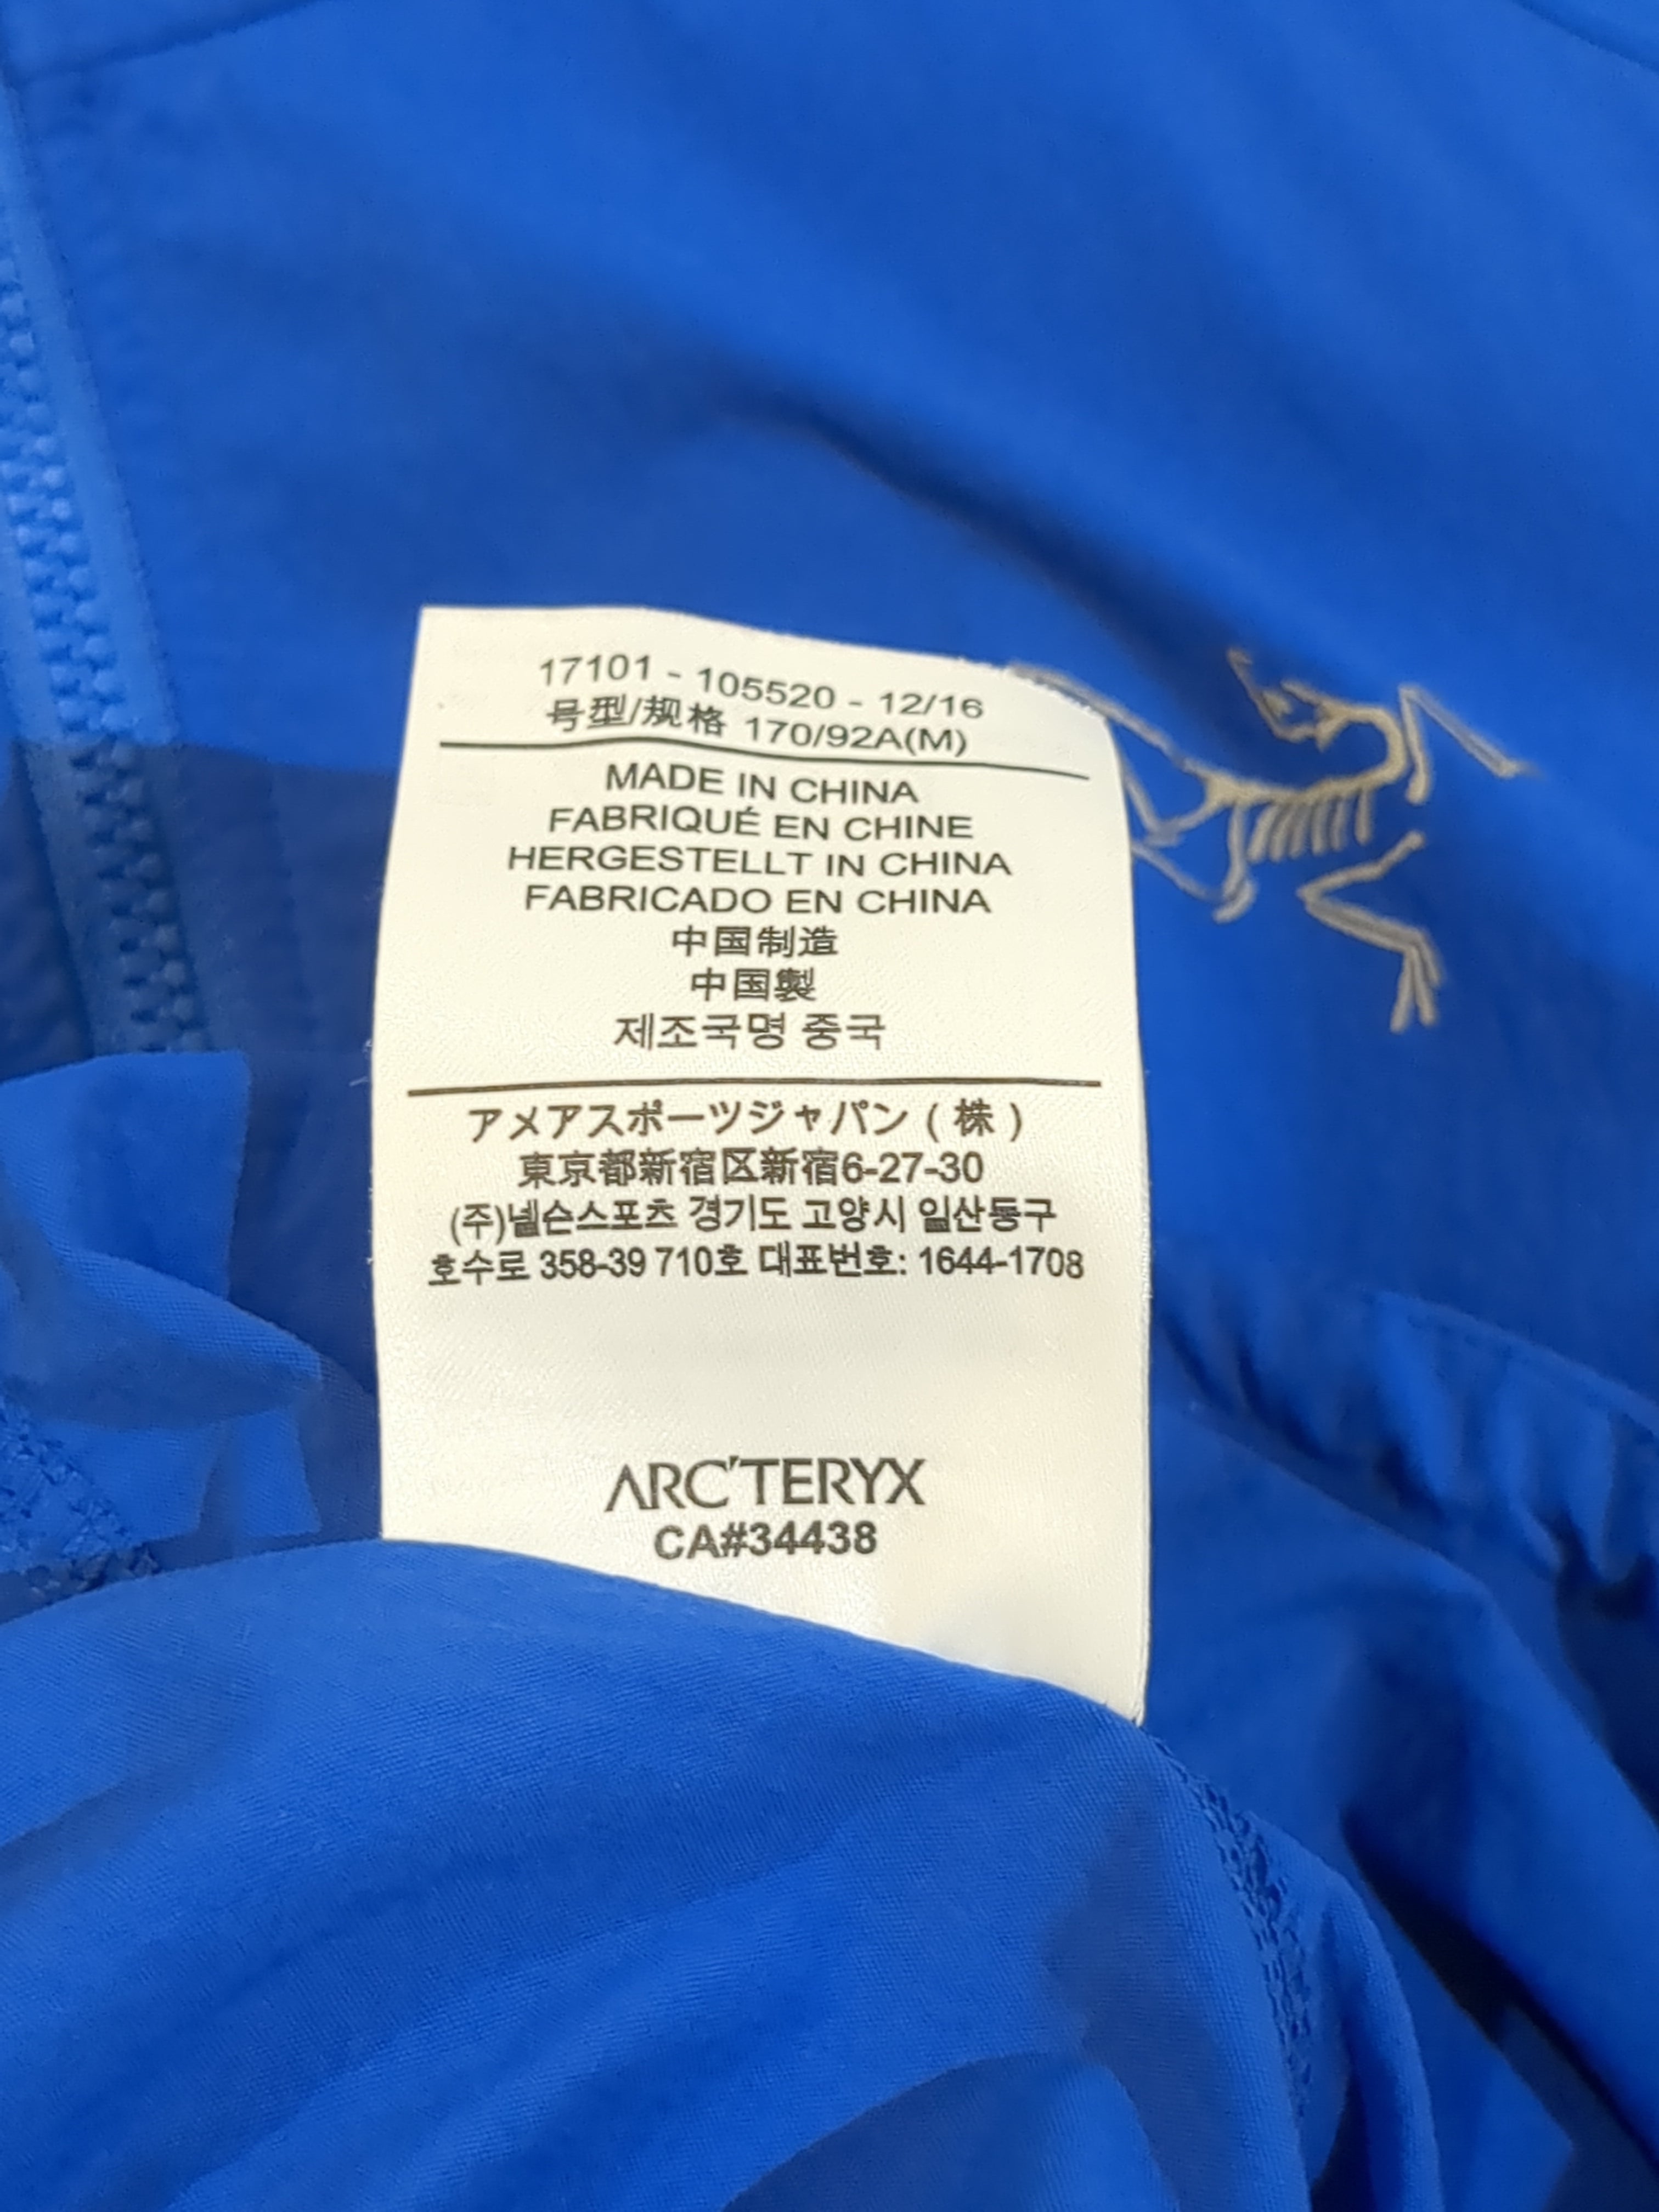 17101 - 105520 - 12/16
号型/规格 170/92A(M)
MADE IN CHINA
FABRIQUÉ EN CHINE
HERGESTELLT IN CHINA
FABRICADO EN CHINA
中国制造
中国製
제조국명 중국
アメアスポーツジャパン ( 株 )
東京都新宿区新宿6-27-30
(주)넬슨스포츠 경기도 고양시 일산동구
호수로 358-39 710호 대표번호: 1644-1708
ARC'TERYX
CA#34438